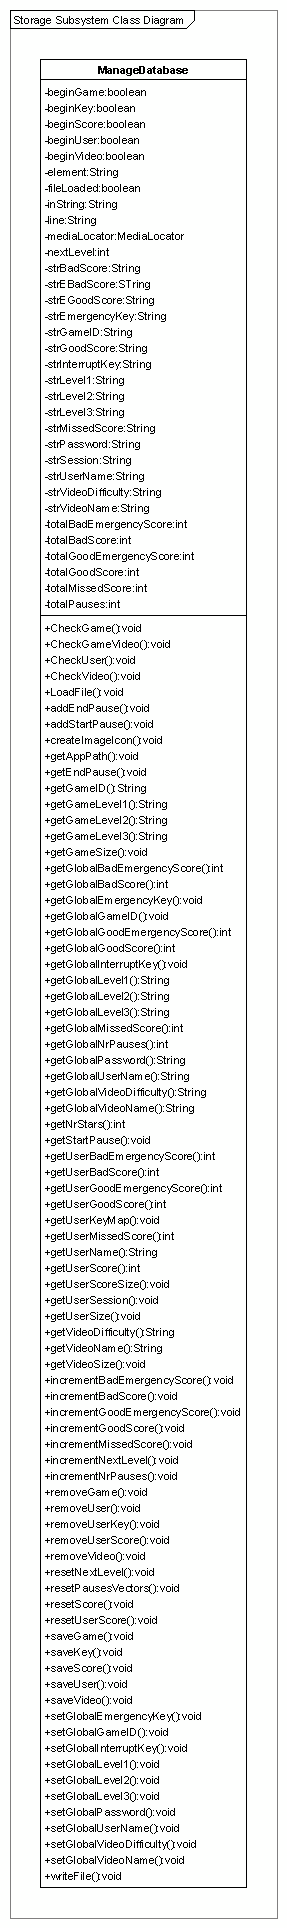 Storage Subsystem Class Diagram
ManageDatabase
-beginGame:boolean
-beginKey:boolean
-beginScore:boolean
-beginUser:boolean
-beginVideo:boolean
-element:String
-fileLoaded:boolean
-inString:String
-line:String
-mediaLocator:MediaLocator
-nextLevel:int
-strBadScore:String
-strEBadScore:STring
-strEGoodScore:String
-strEmergencyKey:String
-strGameID:String
-strGoodScore:String
-strInterruptKey:String
-strLevel1:String
-strLevel2:String
-strLevel3:String
-strMissedScore:String
-strPassword:String
-strSession:String
-strUserName:String
-strVideoDifficulty:String
-strVideoName:String
-totalBadEmergencyScore:int
-totalBadScore:int
-totalGoodEmergencyScore:int
-totalGoodScore:int
-totalMissedScore:int
-totalPauses:int
+CheckGame():void
+CheckGameVideo():void
+CheckUser():void
+CheckVideo():void
+LoadFile():void
+addEndPause():void
+addStartPause():void
+createImageIcon():void
+getAppPath():void
+getEndPause():void
+getGameID():String
+getGameLevel1():String
+getGameLevel2():String
+getGameLevel3():String
+getGameSize():void
+getGlobalBadEmergencyScore():int
+getGlobalBadScore():int
+getGlobalEmergencyKey():void
+getGlobalGameID():void
+getGlobalGoodEmergencyScore():int
+getGlobalGoodScore():int
+getGlobalInterruptKey():void
+getGlobalLevel1():String
+getGlobalLevel2():String
+getGlobalLevel3():String
+getGlobalMissedScore():int
+getGlobalNrPauses():int
+getGlobalPassword():String
+getGlobalUserName():String
+getGlobalVideoDifficulty():String
+getGlobalVideoName():String
+getNrStars():int
+getStartPause():void
+getUserBadEmergencyScore():int
+getUserBadScore():int
+getUserGoodEmergencyScore():int
+getUserGoodScore():int
+getUserKeyMap():void
+getUserMissedScore():int
+getUserName():String
+getUserScore():int
+getUserScoreSize():void
+getUserSession():void
+getUserSize():void
+getVideoDifficulty():String
+getVideoName():String
+getVideoSize():void
+incrementBadEmergencyScore():void
+incrementBadScore():void
+incrementGoodEmergencyScore():void
+incrementGoodScore():void
+incrementMissedScore():void
+incrementNextLevel():void
+incrementNrPauses():void
+removeGame():void
+removeUser():void
+removeUserKey():void
+removeUserScore():void
+removeVideo():void
+resetNextLevel():void
+resetPausesVectors():void
+resetScore():void
+resetUserScore():void
+saveGame():void
+saveKey():void
+saveScore():void
+saveUser():void
+saveVideo():void
+setGlobalEmergencyKey():void
+setGlobalGameID():void
+setGlobalInterruptKey():void
+setGlobalLevel1():void
+setGlobalLevel2():void
+setGlobalLevel3():void
+setGlobalPassword():void
+setGlobalUserName():void
+setGlobalVideoDifficulty():void
+setGlobalVideoName():void
+writeFile():void